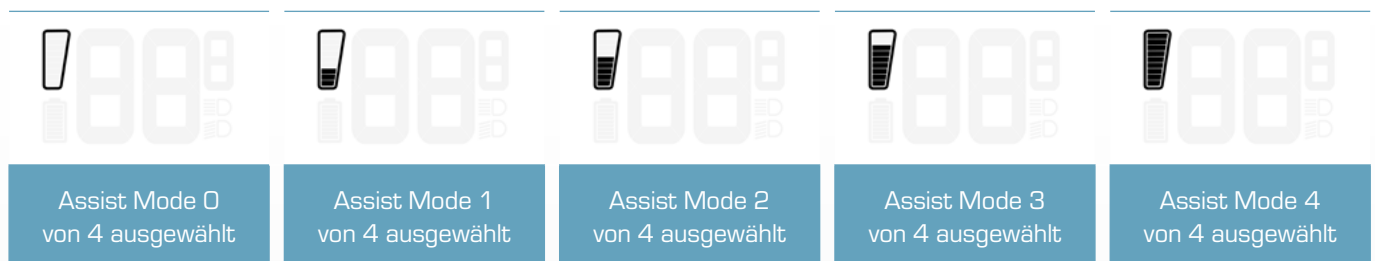 Assist Mode 0
von 4 ausgewählt
Assist Mode 1
von 4 ausgewählt
Assist Mode 2
von 4 ausgewählt
Assist Mode 3
von 4 ausgewählt
Assist Mode 4
von 4 ausgewählt